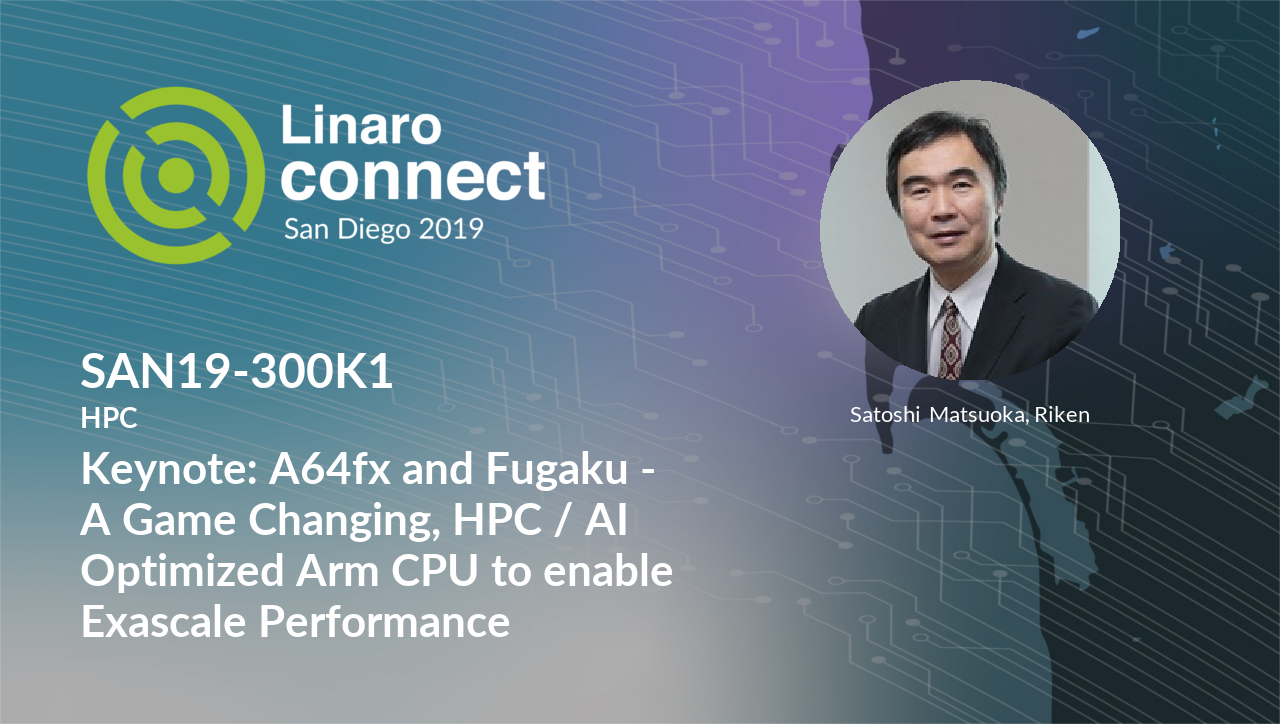 Linaro
connect
San Diego 2019
SAN19-300K1
HPC
Keynote: A64fx and Fugaku -
A Game Changing, HPC / AI
Optimized Arm CPU to enable
Exascale Performance
Satoshi Matsuoka, Riken